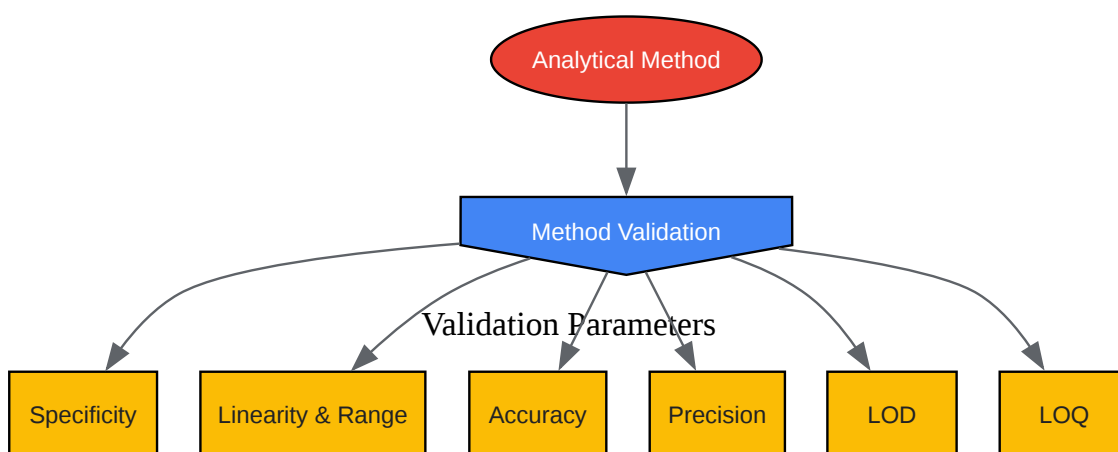 Analytical Method
Method Validation
Validation Parameters
Specificity
Linearity & Range
Accuracy
Precision
LOD
LOQ